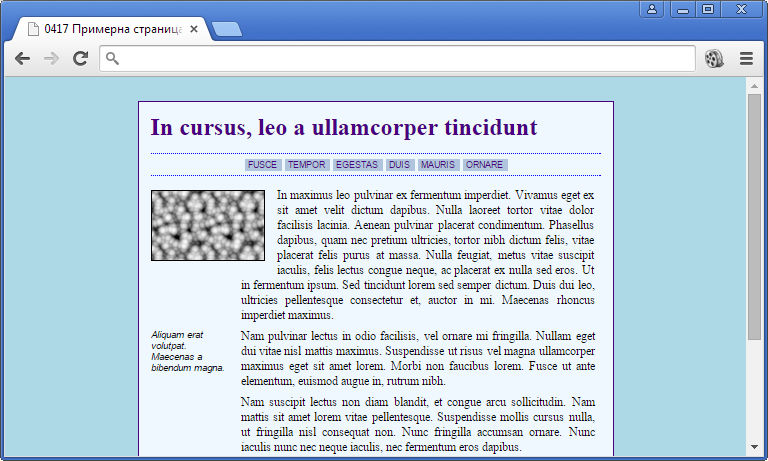 0417 Примерна страница
In cursus, leo a ullamcorper tincidunt
FUSCE TEMPOR EGESTAS DUIS MAURIS ORNARE
In maximus leo pulvinar ex fermentum imperdiet. Vivamus eget ex
sit amet velit dictum dapibus. Nulla laoreet tortor vitae dolor
facilisis lacinia. Aenean pulvinar placerat condimentum. Phasellus
dapibus, quam nec pretium ultricies, tortor nibh dictum felis, vitae
placerat felis purus at massa. Nulla feugiat, metus vitae suscipit
iaculis, felis lectus congue neque, ac placerat ex nulla sed eros. Ut
in fermentum ipsum. Sed tincidunt lorem sed semper dictum. Duis dui leo,
ultricies pellentesque consectetur et, auctor in mi. Maecenas rhoncus
imperdiet maximus.
Aliquam erat
volutpat.
Maecenas a
bibendum magna.
Nam pulvinar lectus in odio facilisis, vel ornare mi fringilla. Nullam eget
dui vitae nisl mattis maximus. Suspendisse ut risus vel magna ullamcorper
maximus eget sit amet lorem. Morbi non faucibus lorem. Fusce ut ante
elementum, euismod augue in, rutrum nibh.
Nam suscipit lectus non diam blandit, et congue arcu sollicitudin. Nam
mattis sit amet lorem vitae pellentesque. Suspendisse mollis cursus nulla,
ut fringilla nisl consequat non. Nunc fringilla accumsan ornare. Nunc
iaculis nunc nec neque iaculis, nec fermentum eros dapibus.